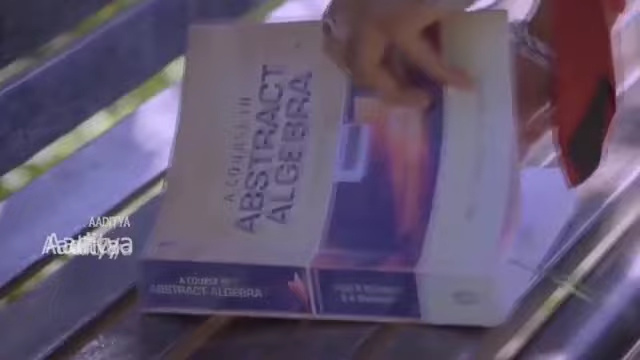 A COURSE IN
ABSTRACT
ALGEBRA
AADITYA
Aaditya
A COURSE IN
ABSTRACT ALGEBRA